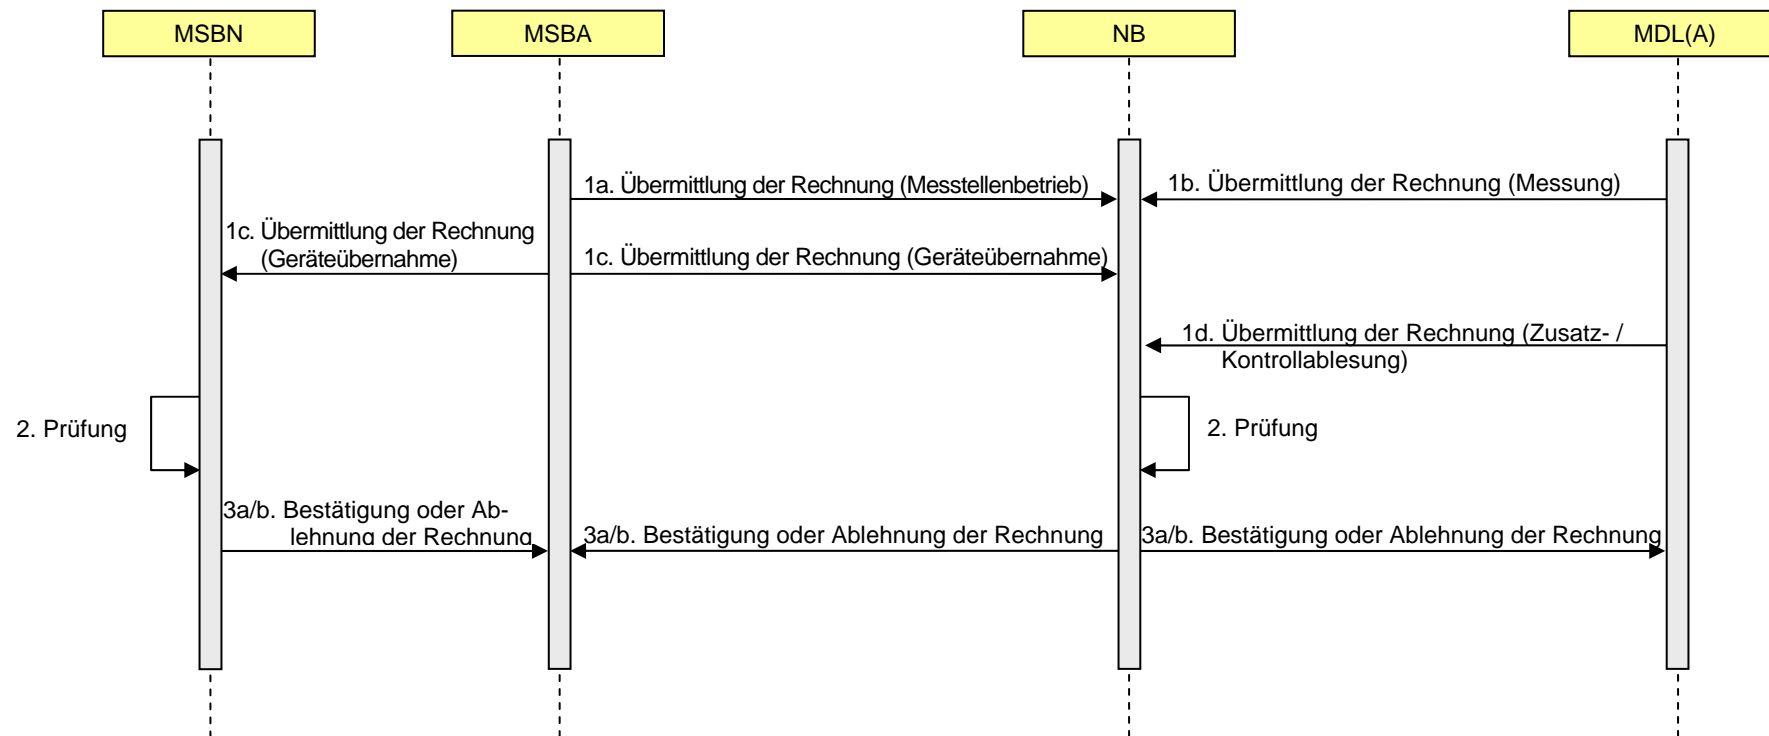 MSBN
MSBA
NB
MDL(A)
1a. Übermittlung der Rechnung (Messtellenbetrieb)
1b. Übermittlung der Rechnung (Messung)
1c. Übermittlung der Rechnung
(Geräteübernahme)
1c. Übermittlung der Rechnung (Geräteübernahme)
1d. Übermittlung der Rechnung (Zusatz- /
Kontrollablesung)
2. Prüfung
2. Prüfung
3a/b. Bestätigung oder Ab-
lehnung der Rechnung
3a/b. Bestätigung oder Ablehnung der Rechnung
3a/b. Bestätigung oder Ablehnung der Rechnung